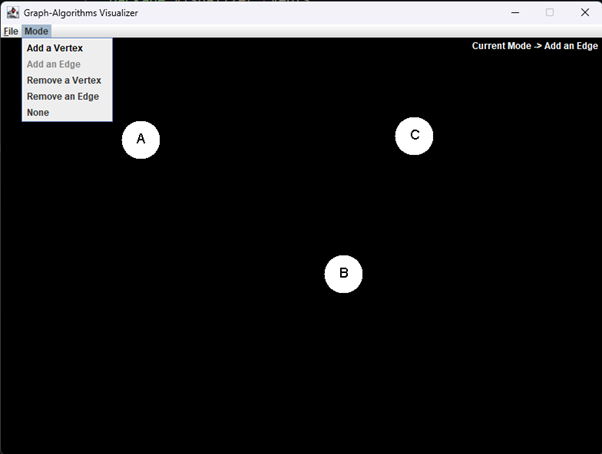 Graph-Algorithms Visualizer
File Mode
Current Mode -> Add an Edge
Add a Vertex
Add an Edge
Remove a Vertex
Remove an Edge
None
A
C
B